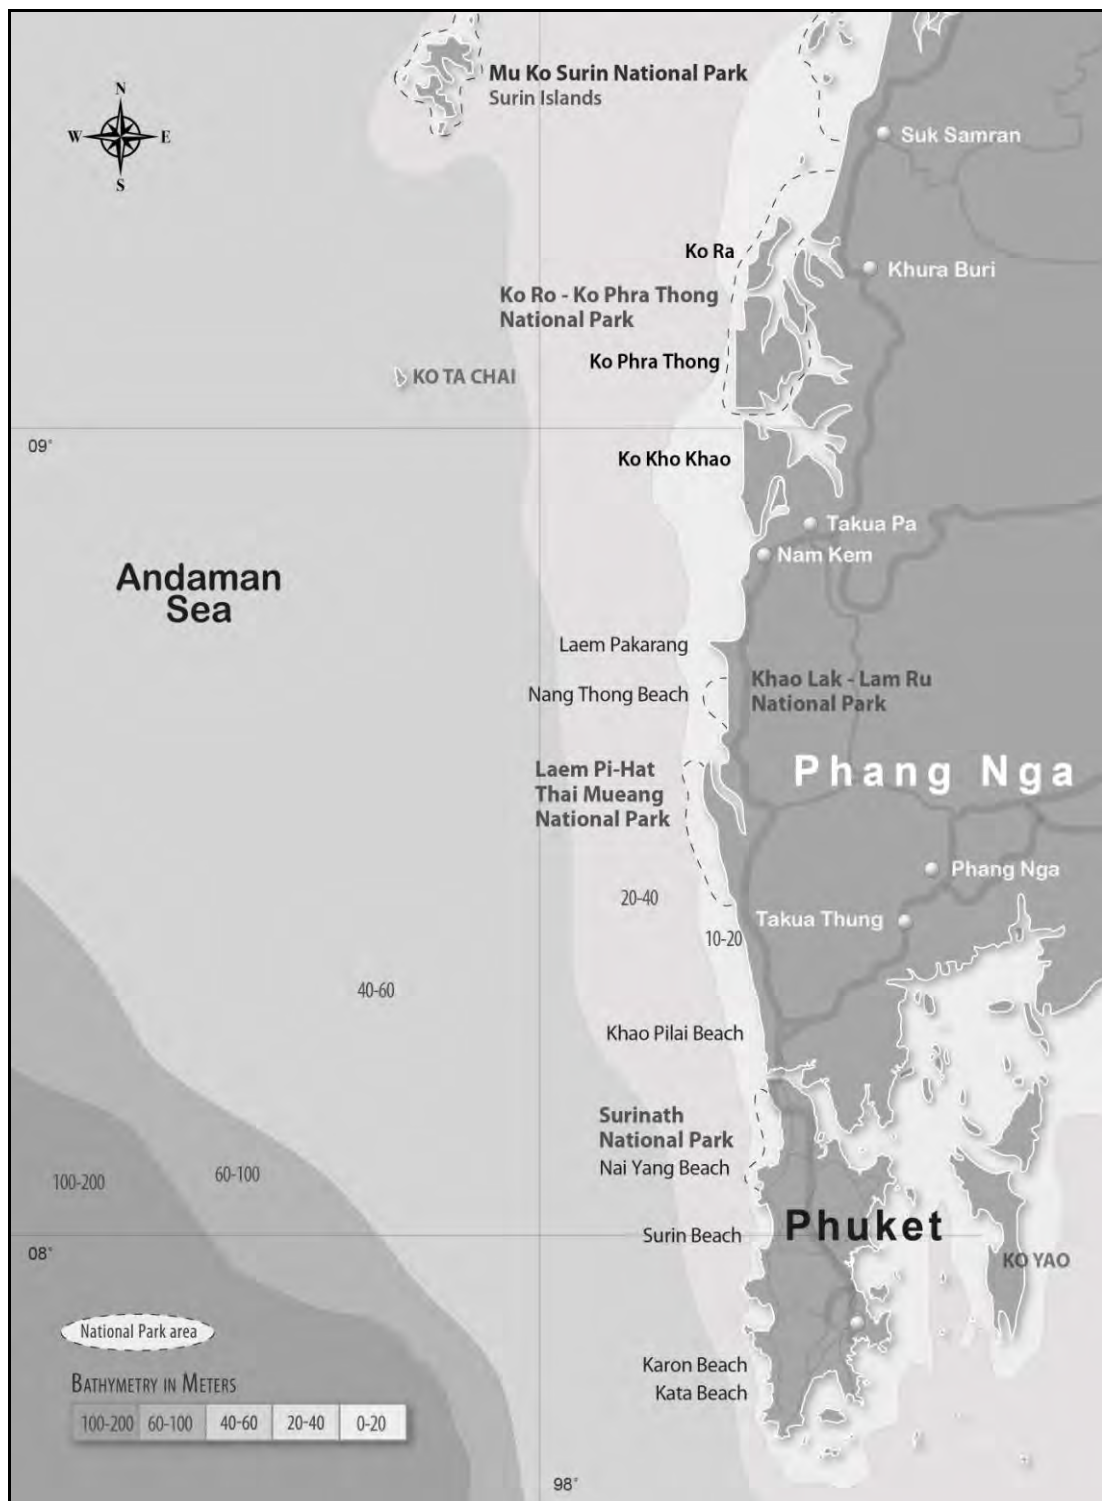 Mu Ko Surin National Park
Surin Islands
N
W
E
S
Suk Samran
Ko Ra
Khura Buri
Ko Ro - Ko Phra Thong
National Park
Ko Phra Thong
KO TA CHAI
09°
Ko Kho Khao
Takua Pa
Nam Kem
Andaman
Sea
Laem Pakarang
Khao Lak - Lam Ru
National Park
Nang Thong Beach
Laem Pi-Hat
Thai Mueang
National Park
Phang Nga
Phang Nga
20-40
Takua Thung
10-20
40-60
Khao Pilai Beach
Surinath
National Park
Nai Yang Beach
100-200
60-100
Surin Beach
Phuket
08°
KO YAO
National Park area
Karon Beach
Kata Beach
BATHYMETRY IN METERS
100-200 60-100 40-60 20-40 0-20
98°